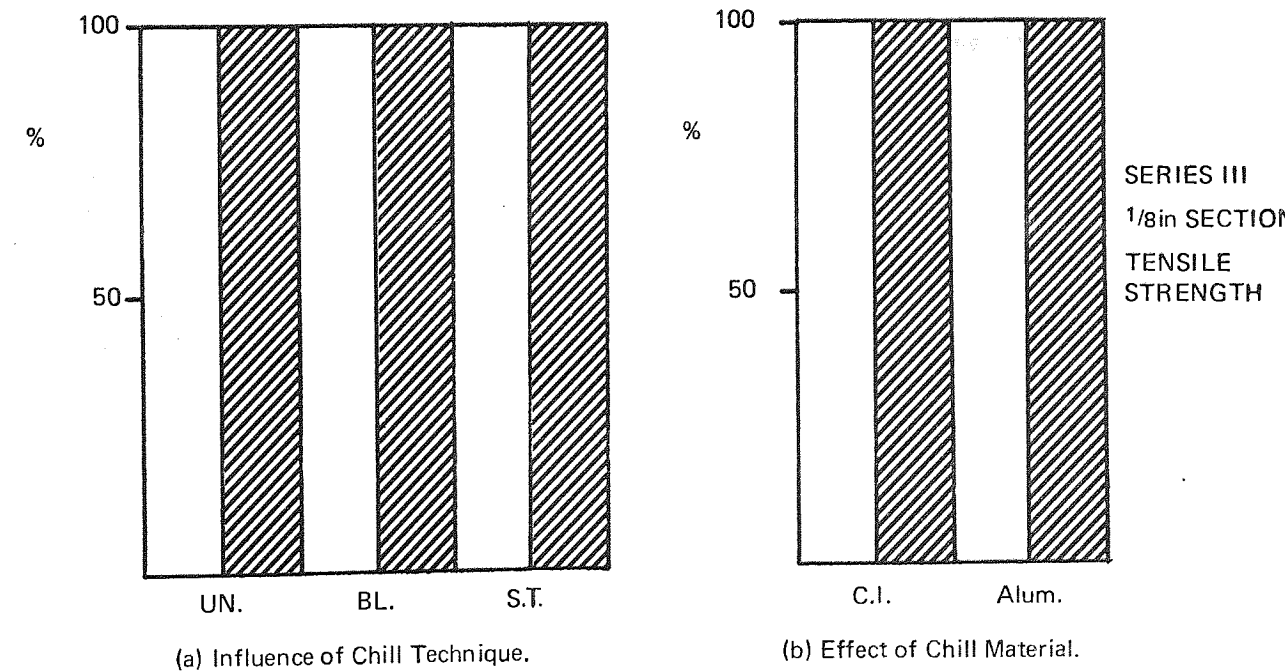 100
%
50
UN. BL. S.T.
(a) Influence of Chill Technique.
100
%
50
C.I. Alum.
(b) Effect of Chill Material.
SERIES III
1/8in SECTION
TENSILE
STRENGTH